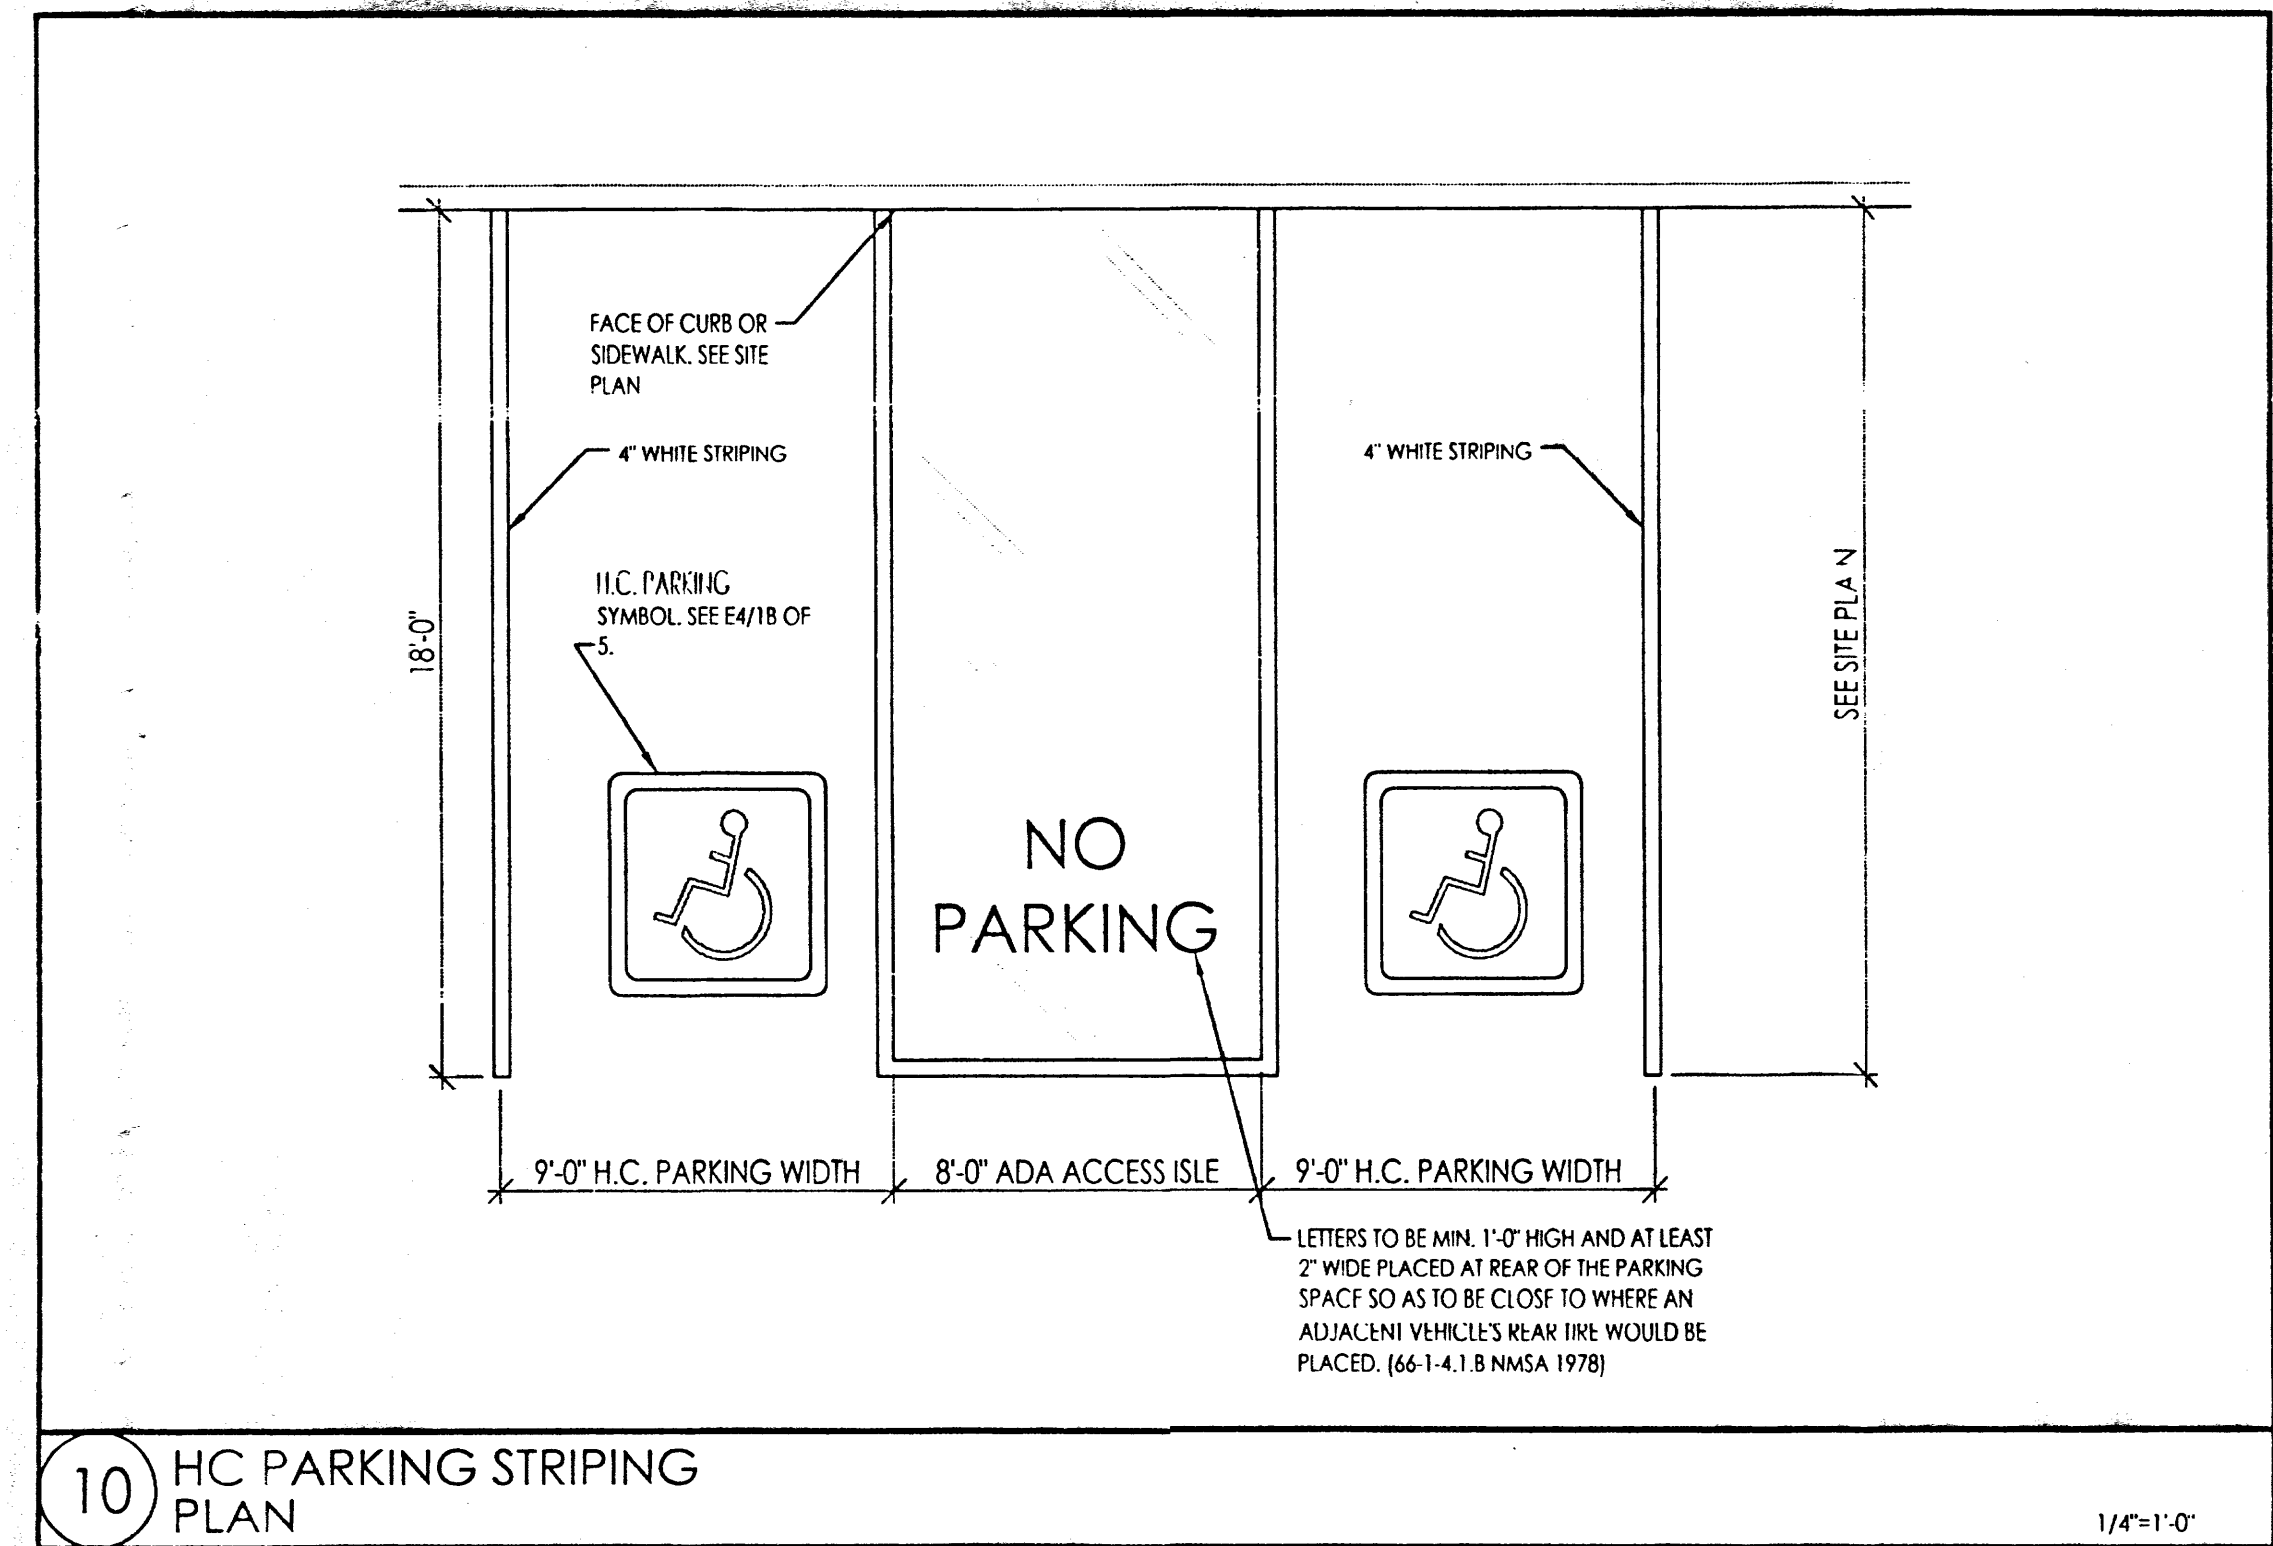 FACE OF CURB OR
SIDEWALK. SEE SITE
PLAN
4" WHITE STRIPING
4" WHITE STRIPING
H.C. PARKING
SYMBOL. SEE E4/1B OF
5.
18'-0"
SEE SITE PLAN
NO
PARKING
9'-0" H.C. PARKING WIDTH
8'-0" ADA ACCESS ISLE
9'-0" H.C. PARKING WIDTH
LETTERS TO BE MIN. 1'-0" HIGH AND AT LEAST
2" WIDE PLACED AT REAR OF THE PARKING
SPACE SO AS TO BE CLOSE TO WHERE AN
ADJACENT VEHICLE'S REAR TIRE WOULD BE
PLACED. (66-1-4.1.B NMSA 1978)
10
HC PARKING STRIPING
PLAN
1/4"=1'-0"